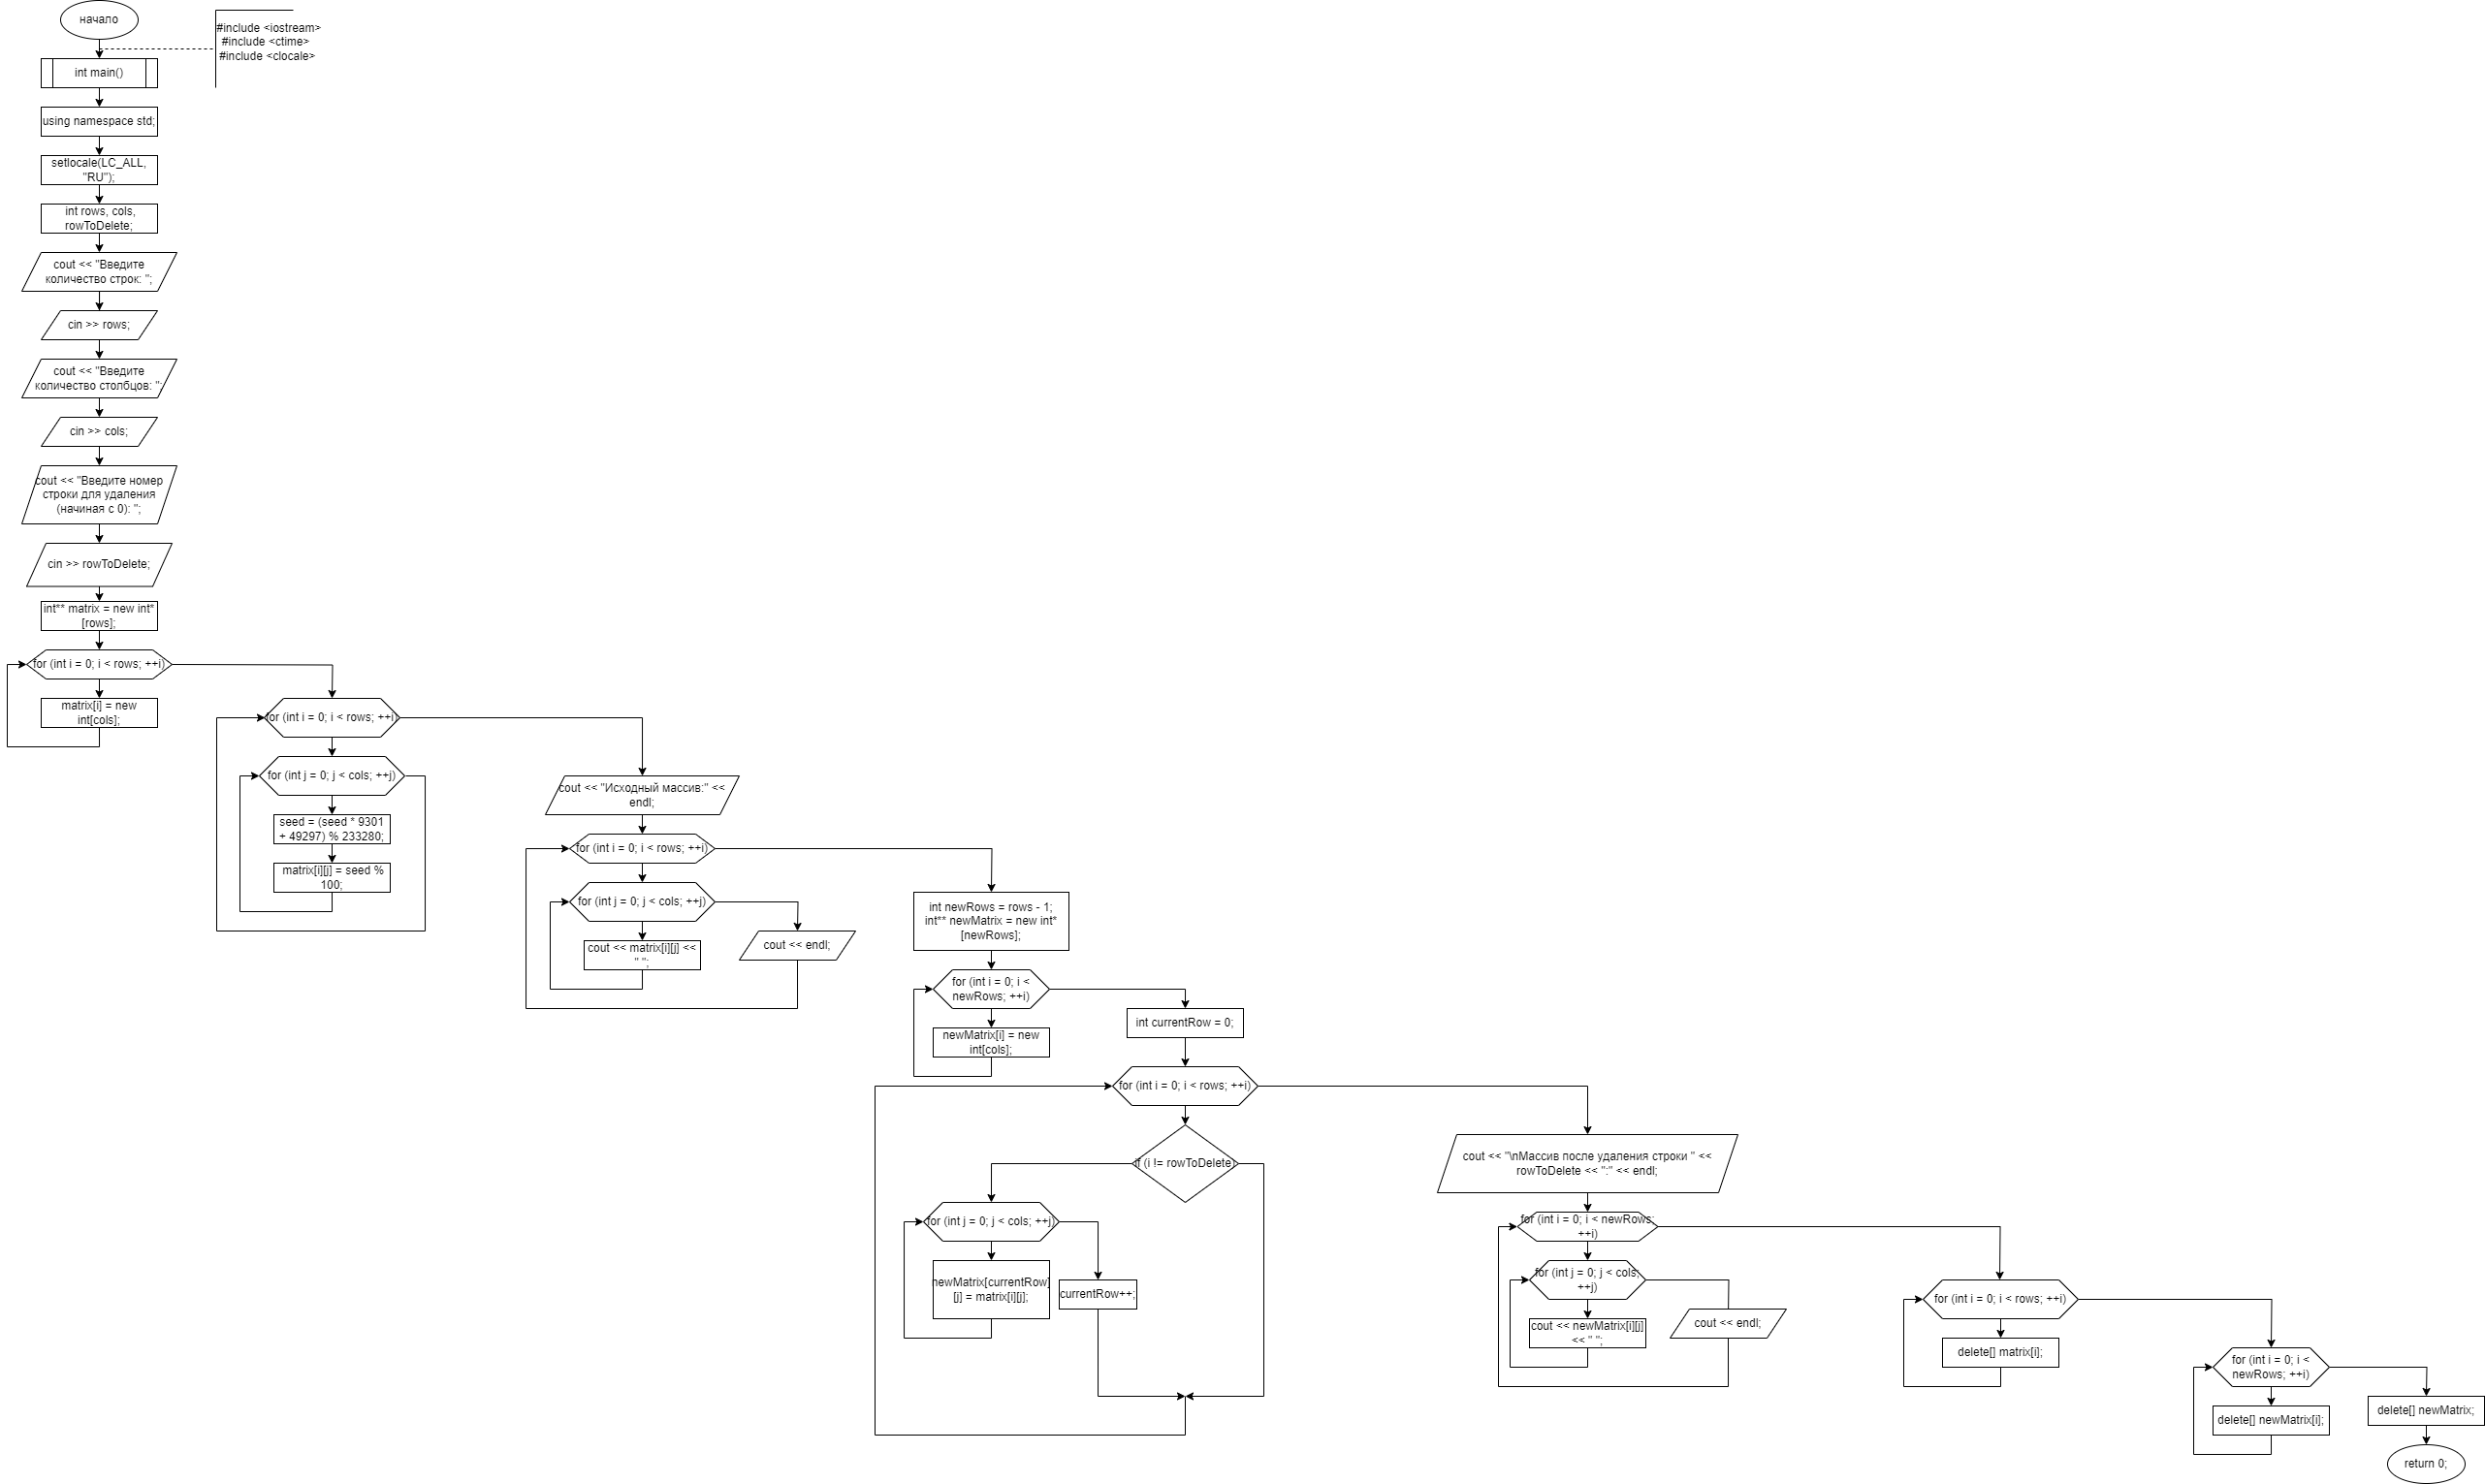 начало
#include <iostream>
#include <ctime>
#include <clocale>
int main()
using namespace std;
setlocale(LC_ALL,
"RU");
int rows, cols,
rowToDelete;
cout << "Введите
количество строк: ";
cin >> rows;
cout << "Введите
количество столбцов: ";
cin >> cols;
cout << "Введите номер
строки для удаления
(начиная с 0): ";
cin >> rowToDelete;
int** matrix = new int*
[rows];
for (int i = 0; i < rows; ++i)
matrix[i] = new
int[cols];
for (int i = 0; i < rows; ++i)
for (int j = 0; j < cols; ++j)
seed = (seed * 9301
+ 49297) % 233280;
matrix[i][j] = seed %
100;
cout << "Исходный массив:" <<
endl;
for (int i = 0; i < rows; ++i)
for (int j = 0; j < cols; ++j)
cout << matrix[i][j] <<
" ";
cout << endl;
int newRows = rows - 1;
int** newMatrix = new int*
[newRows];
for (int i = 0; i <
newRows; ++i)
newMatrix[i] = new
int[cols];
int currentRow = 0;
for (int i = 0; i < rows; ++i)
if (i != rowToDelete)
for (int j = 0; j < cols; ++j)
newMatrix[currentRow]
[j] = matrix[i][j];
currentRow++;
cout << "\nМассив после удаления строки " <<
rowToDelete << ":" << endl;
for (int i = 0; i < newRows;
++i)
for (int j = 0; j < cols;
++j)
cout << newMatrix[i][j]
<< " ";
cout << endl;
for (int i = 0; i < rows; ++i)
delete[] matrix[i];
for (int i = 0; i <
newRows; ++i)
delete[] newMatrix[i];
delete[] newMatrix;
return 0;